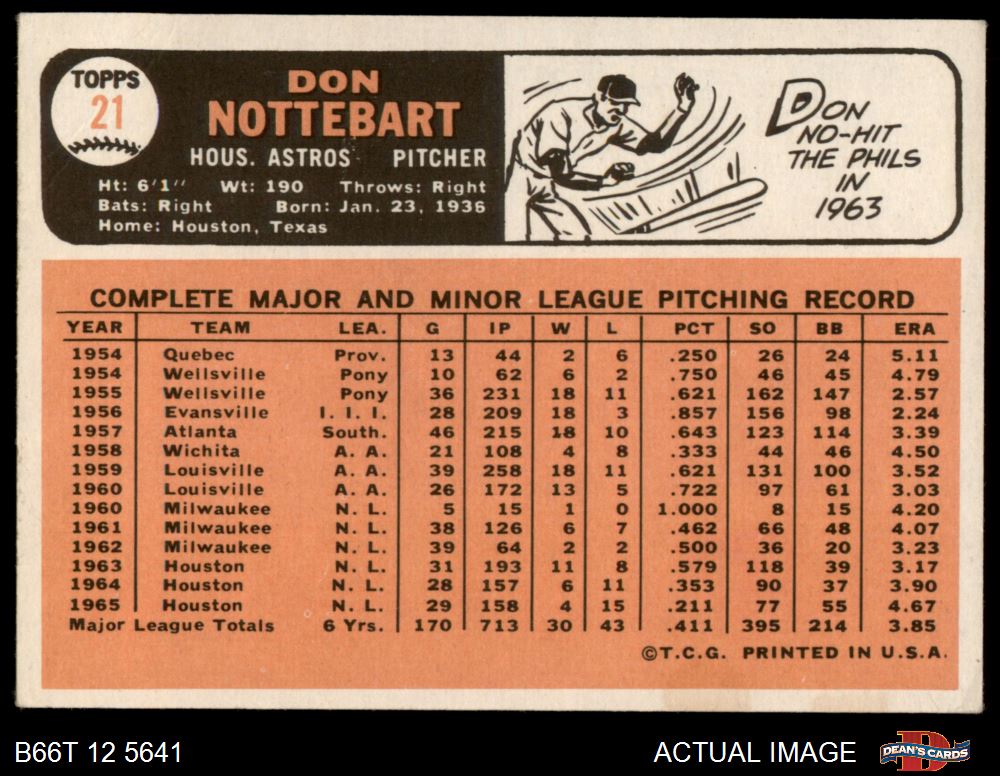 TOPPS
21
DON
NOTTEBART
HOUS. ASTROS PITCHER
Ht: 6'1" Wt: 190 Throws: Right
Bats: Right Born: Jan. 23, 1936
Home: Houston, Texas
DON
NO-HIT
THE PHILS
IN
1963
COMPLETE MAJOR AND MINOR LEAGUE PITCHING RECORD
YEAR TEAM LEA. G IP W L PCT SO BB ERA
1954 Quebec Prov. 13 44 2 6 .250 26 24 5.11
1954 Wellsville Pony 10 62 6 2 .750 46 45 4.79
1955 Wellsville Pony 36 231 18 11 .621 162 147 2.57
1956 Evansville I. I. I. 28 209 18 3 .857 156 98 2.24
1957 Atlanta South. 46 215 18 10 .643 123 114 3.39
1958 Wichita A. A. 21 108 4 8 .333 44 46 4.50
1959 Louisville A. A. 39 258 18 11 .621 131 100 3.52
1960 Louisville A. A. 26 172 13 5 .722 97 61 3.03
1960 Milwaukee N. L. 5 15 1 0 1.000 8 15 4.20
1961 Milwaukee N. L. 38 126 6 7 .462 66 48 4.07
1962 Milwaukee N. L. 39 64 2 2 .500 36 20 3.23
1963 Houston N. L. 31 193 11 8 .579 118 39 3.17
1964 Houston N. L. 28 157 6 11 .353 90 37 3.90
1965 Houston N. L. 29 158 4 15 .211 77 55 4.67
Major League Totals 6 Yrs. 170 713 30 43 .411 395 214 3.85
©T.C.G. PRINTED IN U.S.A.
B66T 12 5641 ACTUAL IMAGE DEAN'S CARDS